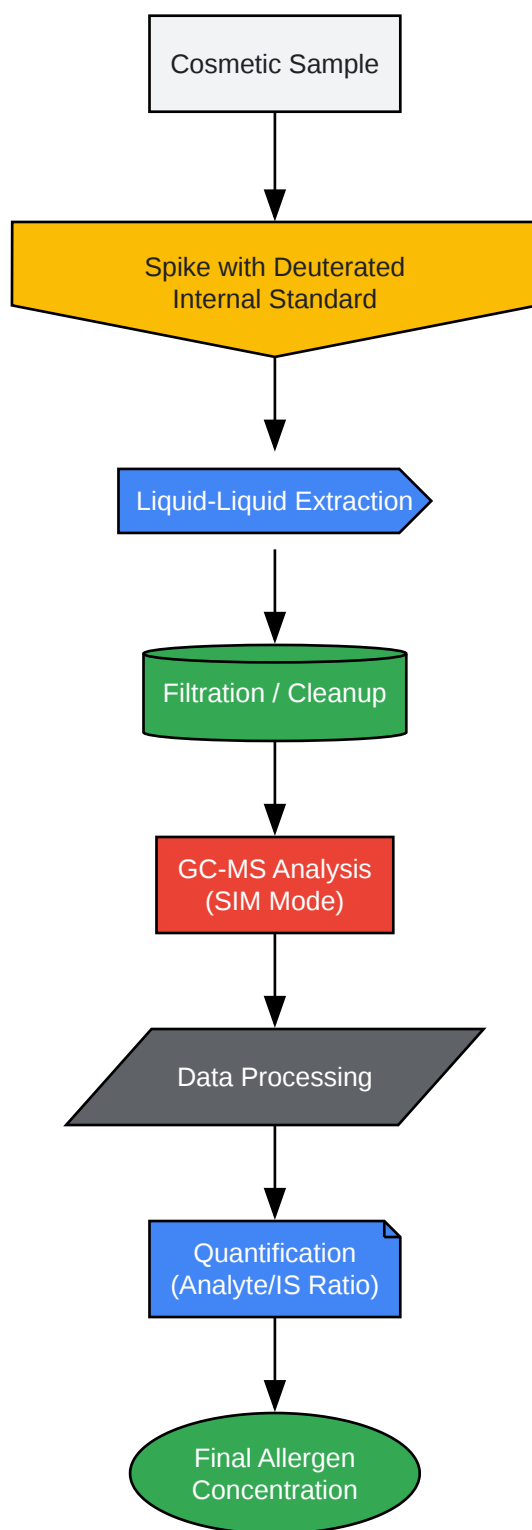 Cosmetic Sample
Spike with Deuterated
Internal Standard
Liquid-Liquid Extraction
Filtration / Cleanup
GC-MS Analysis
(SIM Mode)
Data Processing
Quantification
(Analyte/IS Ratio)
Final Allergen
Concentration